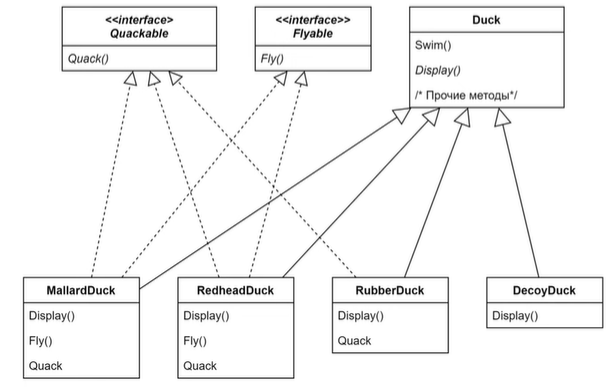 <<interface>
Quackable
Quack()
<<interface>>
Flyable
Fly()
Duck
Swim()
Display()
/* Прочие методы*/
MallardDuck
Display()
Fly()
Quack
RedheadDuck
Display()
Fly()
Quack
RubberDuck
Display()
Quack
DecoyDuck
Display()